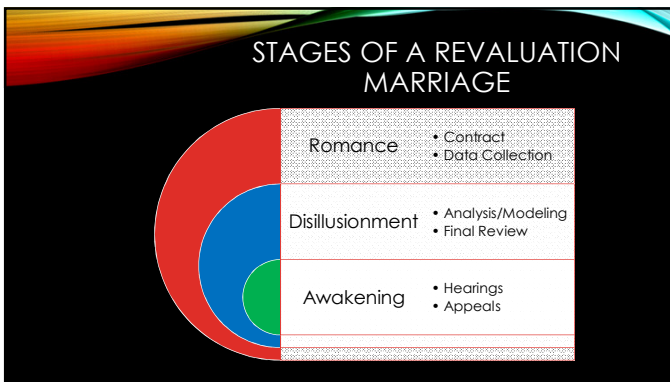 STAGES OF A REVALUATION
MARRIAGE
Romance
• Contract
• Data Collection
Disillusionment
• Analysis/Modeling
• Final Review
Awakening
• Hearings
• Appeals